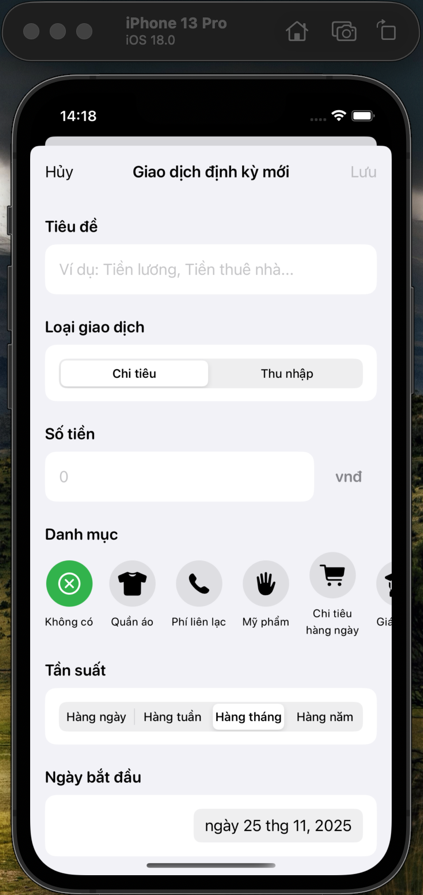 iPhone 13 Pro
iOS 18.0
14:18
Hủy
Giao dịch định kỳ mới
Lưu
Tiêu đề
Ví dụ: Tiền lương, Tiền thuê nhà...
Loại giao dịch
Chi tiêu
Thu nhập
Số tiền
0
vnđ
Danh mục
Không có
Quần áo
Phí liên lạc
Mỹ phẩm
Chi tiêu
hàng ngày
Giá
Tần suất
Hàng ngày
Hàng tuần
Hàng tháng
Hàng năm
Ngày bắt đầu
ngày 25 thg 11, 2025